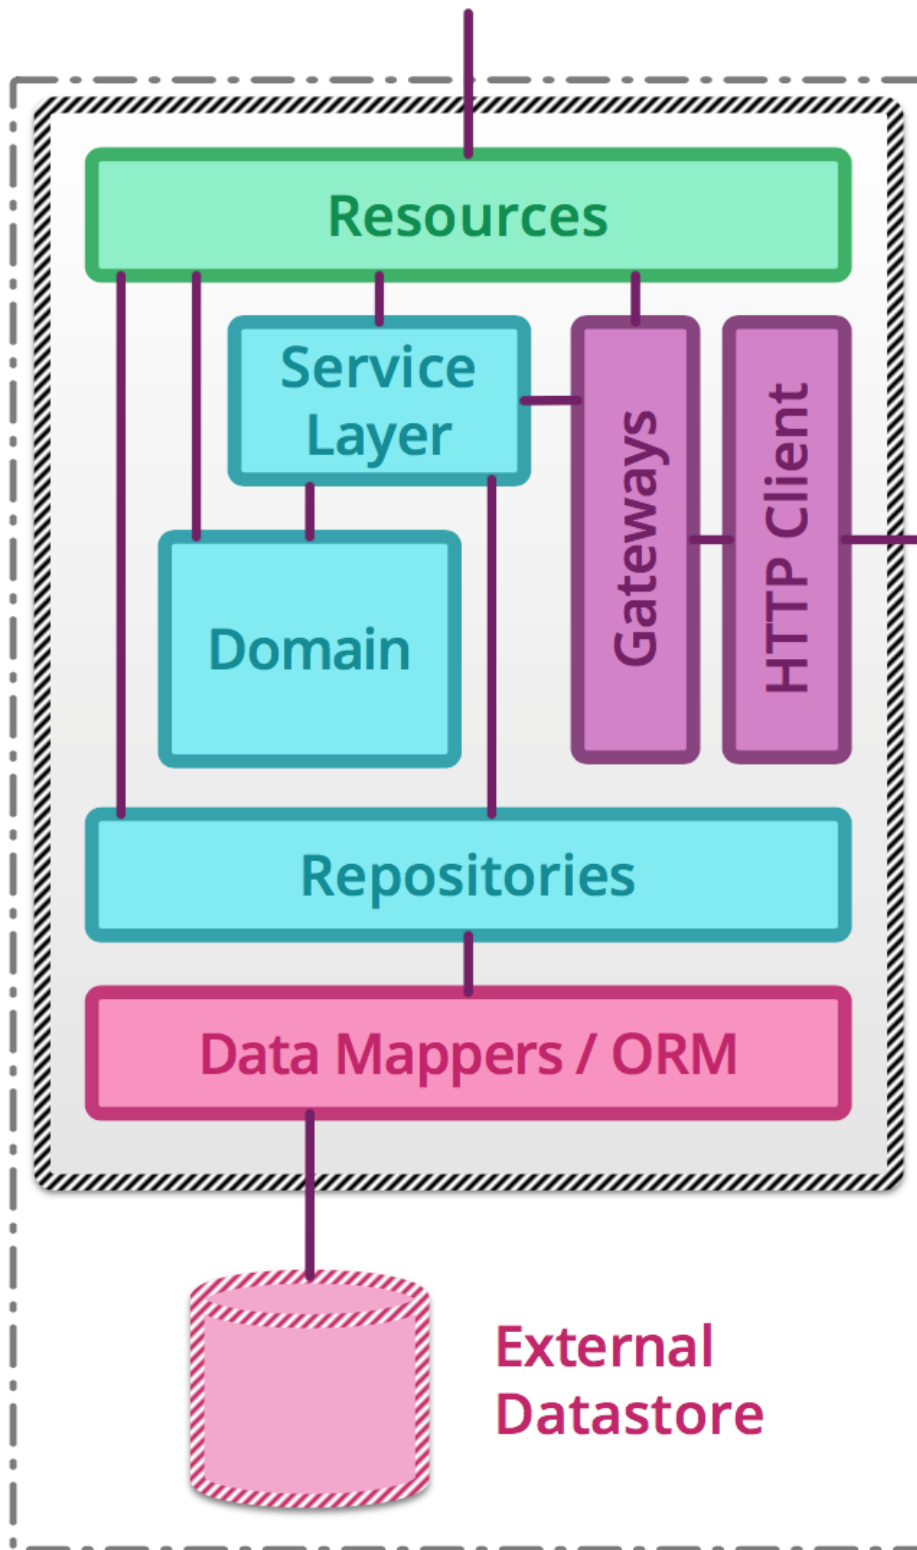 Resources
Service
Layer
Gateways
HTTP Client
Domain
Repositories
Data Mappers / ORM
External
Datastore